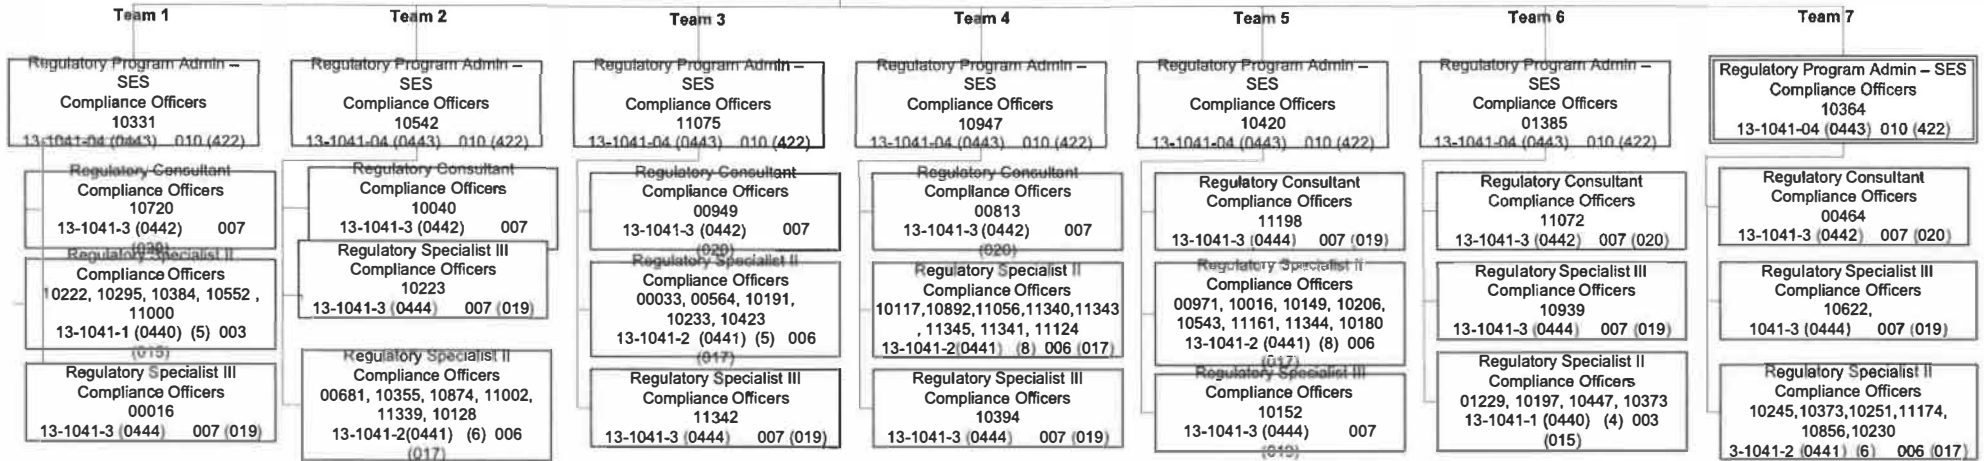 Team 1
Regulatory Program Admin –
SES
Compliance Officers
10331
13-1041-04 (0443) 010 (422)
Regulatory Consultant
Compliance Officers
10720
13-1041-3 (0442) 007
(020)
Regulatory Specialist II
Compliance Officers
10222, 10295, 10384, 10552 ,
11000
13-1041-1 (0440) (5) 003
(015)
Regulatory Specialist III
Compliance Officers
00016
13-1041-3 (0444) 007 (019)
Team 2
Regulatory Program Admin –
SES
Compliance Officers
10542
13-1041-04 (0443) 010 (422)
Regulatory Consultant
Compliance Officers
10040
13-1041-3 (0442) 007
Regulatory Specialist III
Compliance Officers
10223
13-1041-3 (0444) 007 (019)
Regulatory Specialist II
Compliance Officers
00681, 10355, 10874, 11002,
11339, 10128
13-1041-2(0441) (6) 006
(017)
Team 3
Regulatory Program Admin –
SES
Compliance Officers
11075
13-1041-04 (0443) 010 (422)
Regulatory Consultant
Compliance Officers
00949
13-1041-3 (0442) 007
(020)
Regulatory Specialist II
Compliance Officers
00033, 00564, 10191,
10233, 10423
13-1041-2 (0441) (5) 006
(017)
Regulatory Specialist III
Compliance Officers
11342
13-1041-3 (0444) 007 (019)
Team 4
Regulatory Program Admin –
SES
Compliance Officers
10947
13-1041-04 (0443) 010 (422)
Regulatory Consultant
Compliance Officers
00813
13-1041-3 (0442) 007
(020)
Regulatory Specialist II
Compliance Officers
10117,10892,11056,11340,11343
, 11345, 11341, 11124
13-1041-2(0441) (8) 006 (017)
Regulatory Specialist III
Compliance Officers
10394
13-1041-3 (0444) 007 (019)
Team 5
Regulatory Program Admin –
SES
Compliance Officers
10420
13-1041-04 (0443) 010 (422)
Regulatory Consultant
Compliance Officers
11198
13-1041-3 (0444) 007 (019)
Regulatory Specialist II
Compliance Officers
00971, 10016, 10149, 10206,
10543, 11161, 11344, 10180
13-1041-2 (0441) (8) 006
(017)
Regulatory Specialist III
Compliance Officers
10152
13-1041-3 (0444) 007
(019)
Team 6
Regulatory Program Admin –
SES
Compliance Officers
01385
13-1041-04 (0443) 010 (422)
Regulatory Consultant
Compliance Officers
11072
13-1041-3 (0442) 007 (020)
Regulatory Specialist III
Compliance Officers
10939
13-1041-3 (0444) 007 (019)
Regulatory Specialist II
Compliance Officers
01229, 10197, 10447, 10373
13-1041-1 (0440) (4) 003
(015)
Team 7
Regulatory Program Admin – SES
Compliance Officers
10364
13-1041-04 (0443) 010 (422)
Regulatory Consultant
Compliance Officers
00464
13-1041-3 (0442) 007 (020)
Regulatory Specialist III
Compliance Officers
10622,
1041-3 (0444) 007 (019)
Regulatory Specialist II
Compliance Officers
10245,10373,10251,11174,
10856,10230
3-1041-2 (0441) (6) 006 (017)